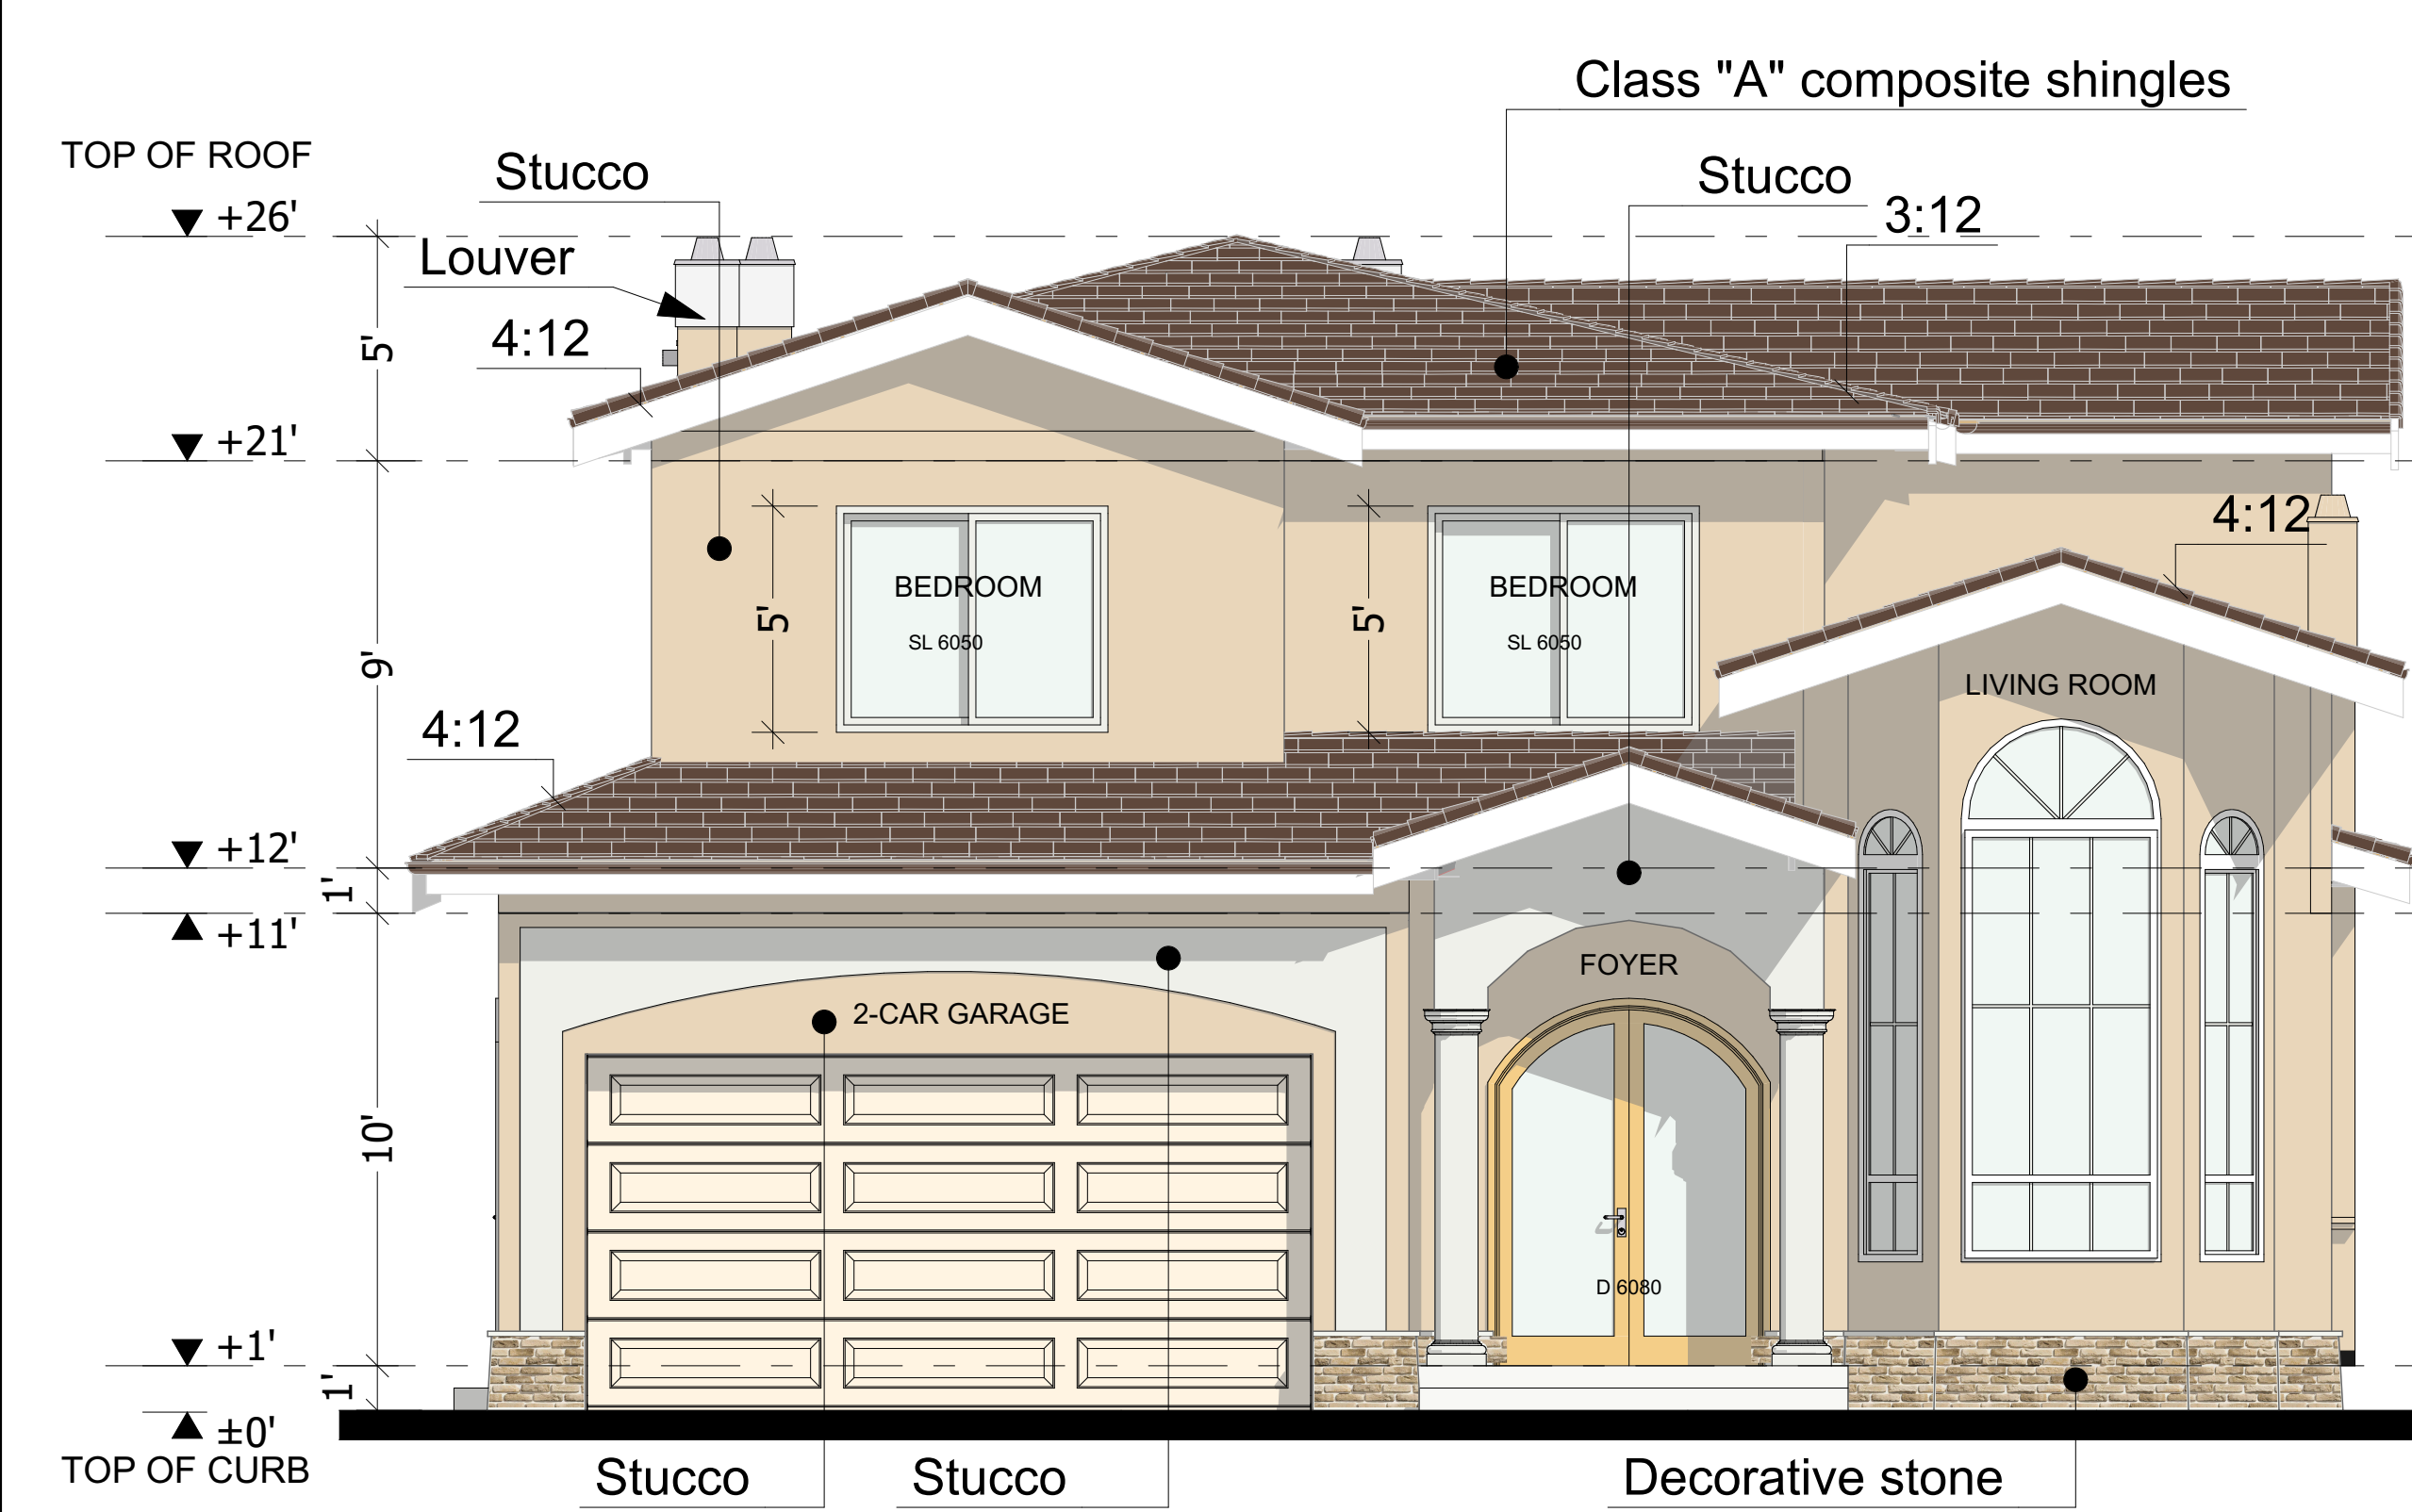 Class "A" composite shingles
TOP OF ROOF
Stucco
Stucco
+26'
3:12
Louver
4:12
5'
+21'
4:12
BEDROOM
BEDROOM
5'
5'
SL 6050
SL 6050
9'
LIVING ROOM
4:12
+12'
1'
+11'
FOYER
2-CAR GARAGE
10'
D 6080
+1'
1'
±0'
TOP OF CURB
Stucco
Stucco
Decorative stone